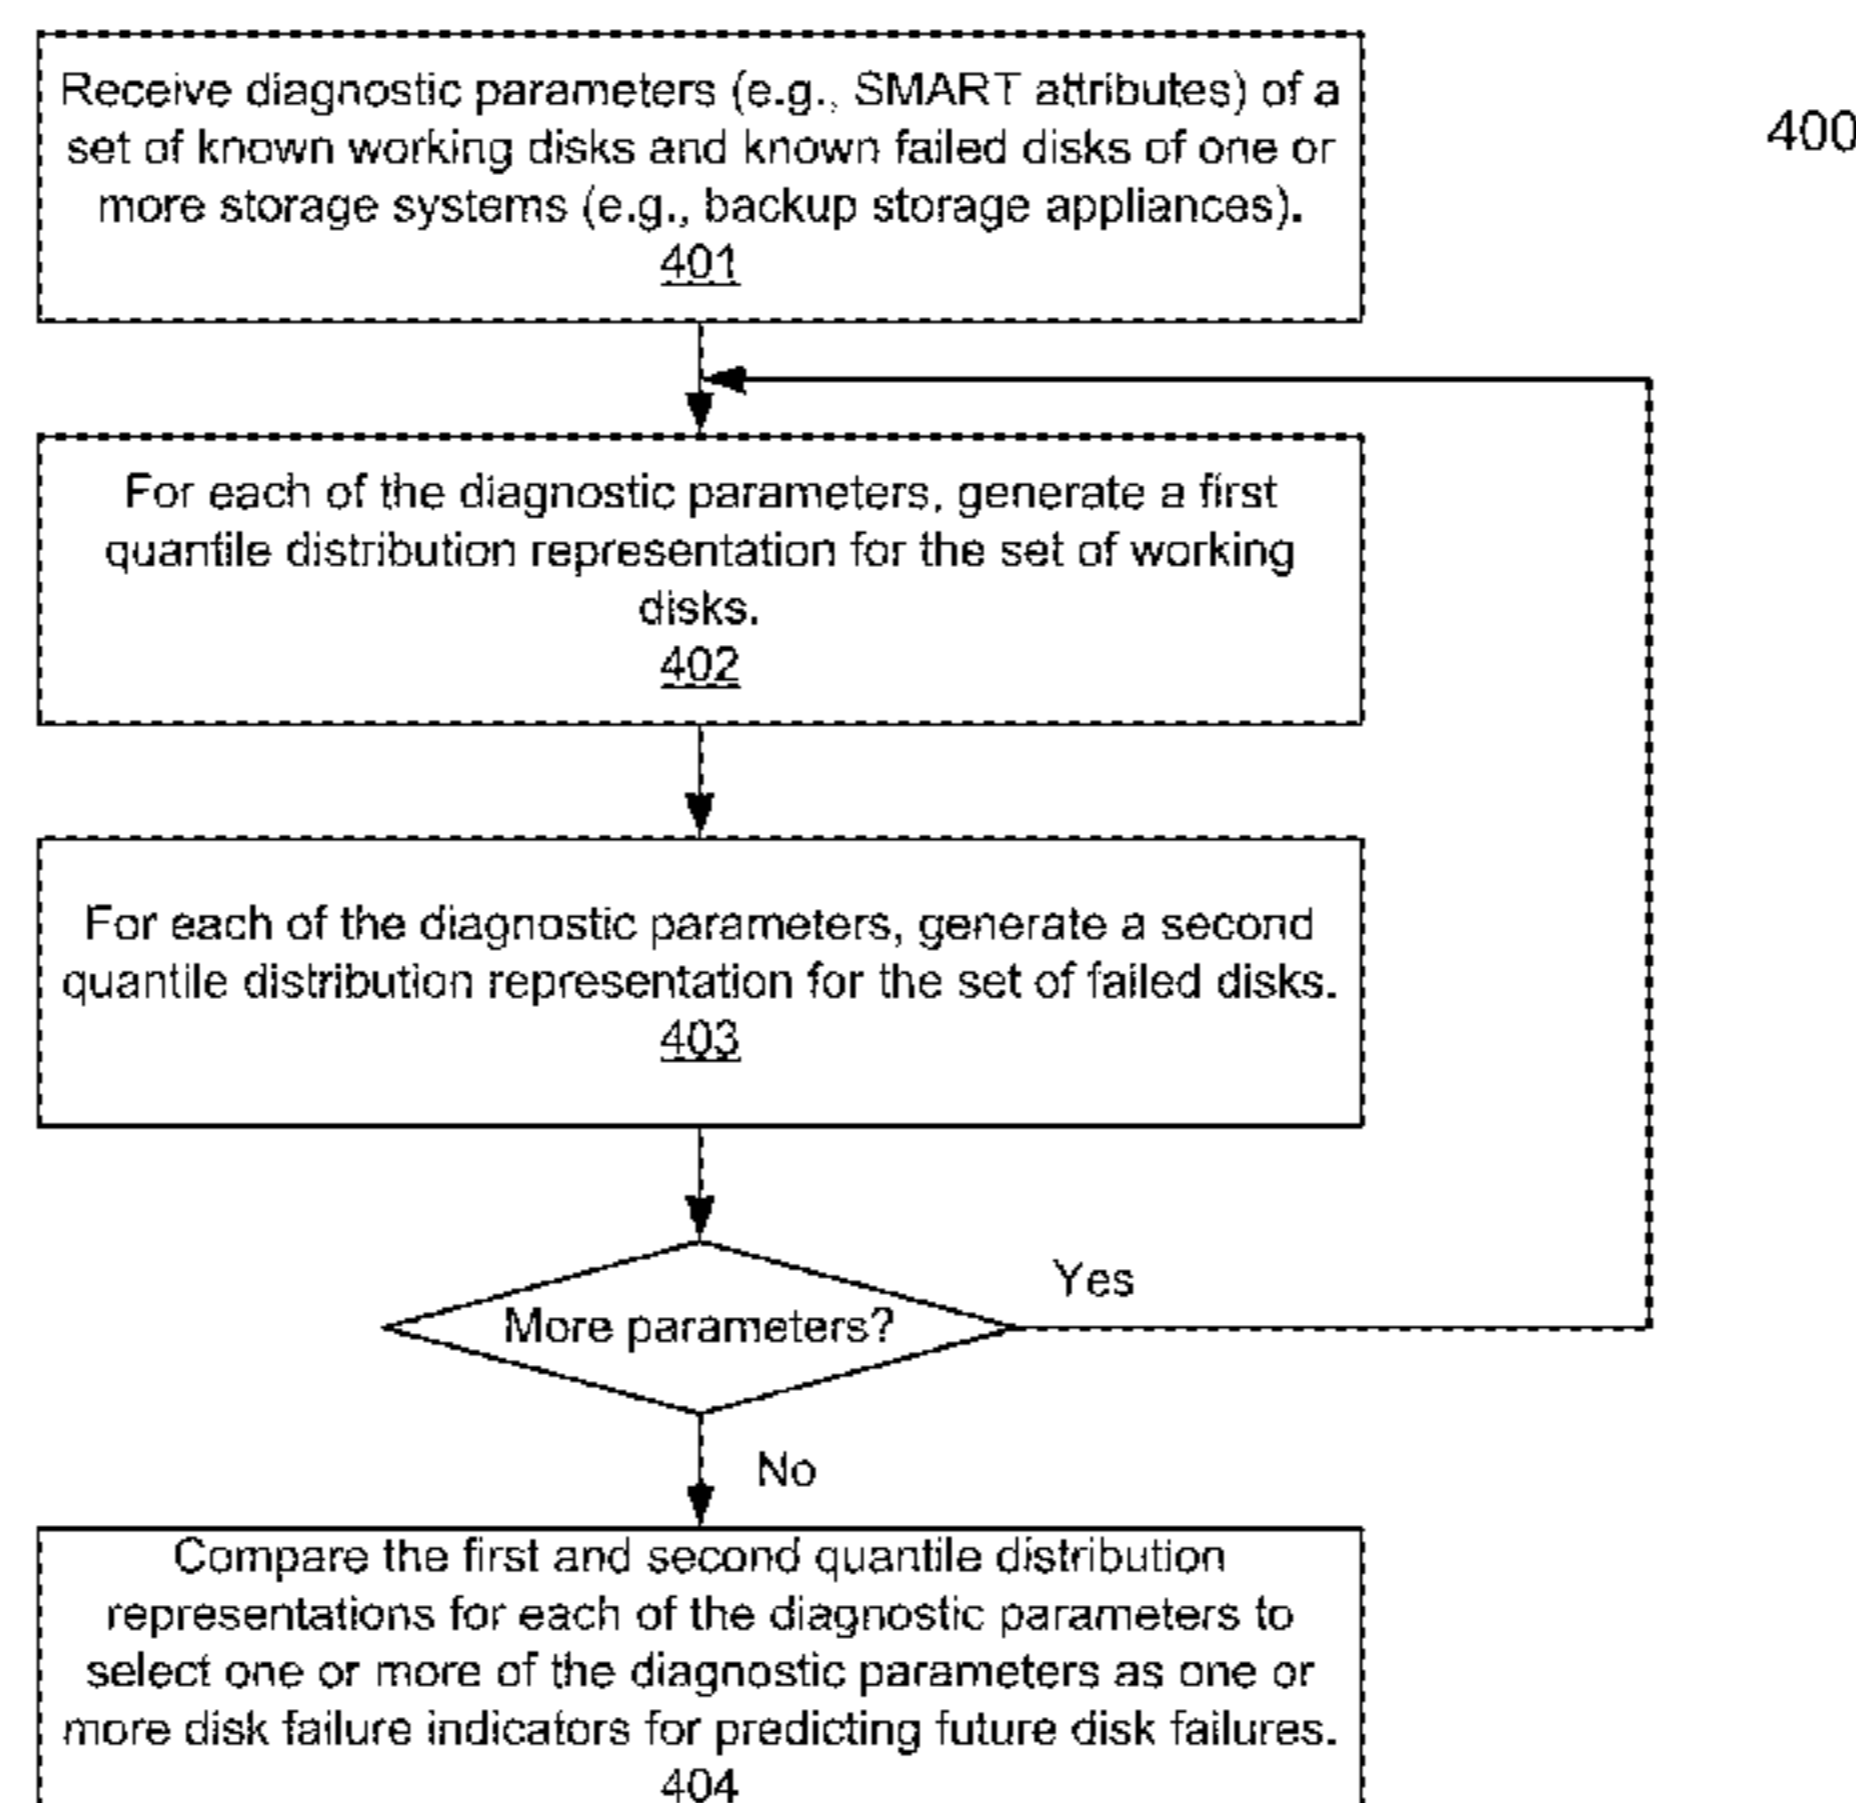 Receive diagnostic parameters (e.g., SMART attributes) of a
set of known working disks and known failed disks of one or
more storage systems (e.g., backup storage appliances).
401
400
For each of the diagnostic parameters, generate a first
quantile distribution representation for the set of working
disks.
402
For each of the diagnostic parameters, generate a second
quantile distribution representation for the set of failed disks.
403
More parameters?
Yes
No
Compare the first and second quantile distribution
representations for each of the diagnostic parameters to
select one or more of the diagnostic parameters as one or
more disk failure indicators for predicting future disk failures.
404